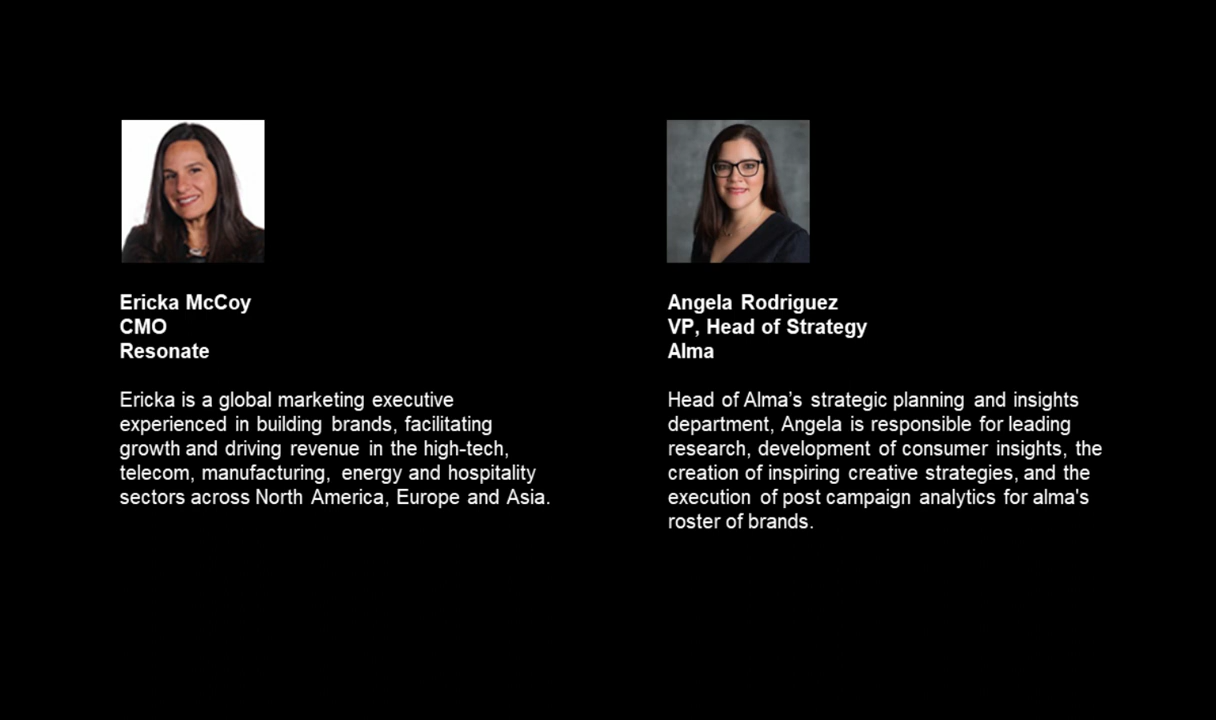 Ericka McCoy
CMO
Resonate
Ericka is a global marketing executive
experienced in building brands, facilitating
growth and driving revenue in the high-tech,
telecom, manufacturing, energy and hospitality
sectors across North America, Europe and Asia.
Angela Rodriguez
VP, Head of Strategy
Alma
Head of Alma’s strategic planning and insights
department, Angela is responsible for leading
research, development of consumer insights, the
creation of inspiring creative strategies, and the
execution of post campaign analytics for alma's
roster of brands.